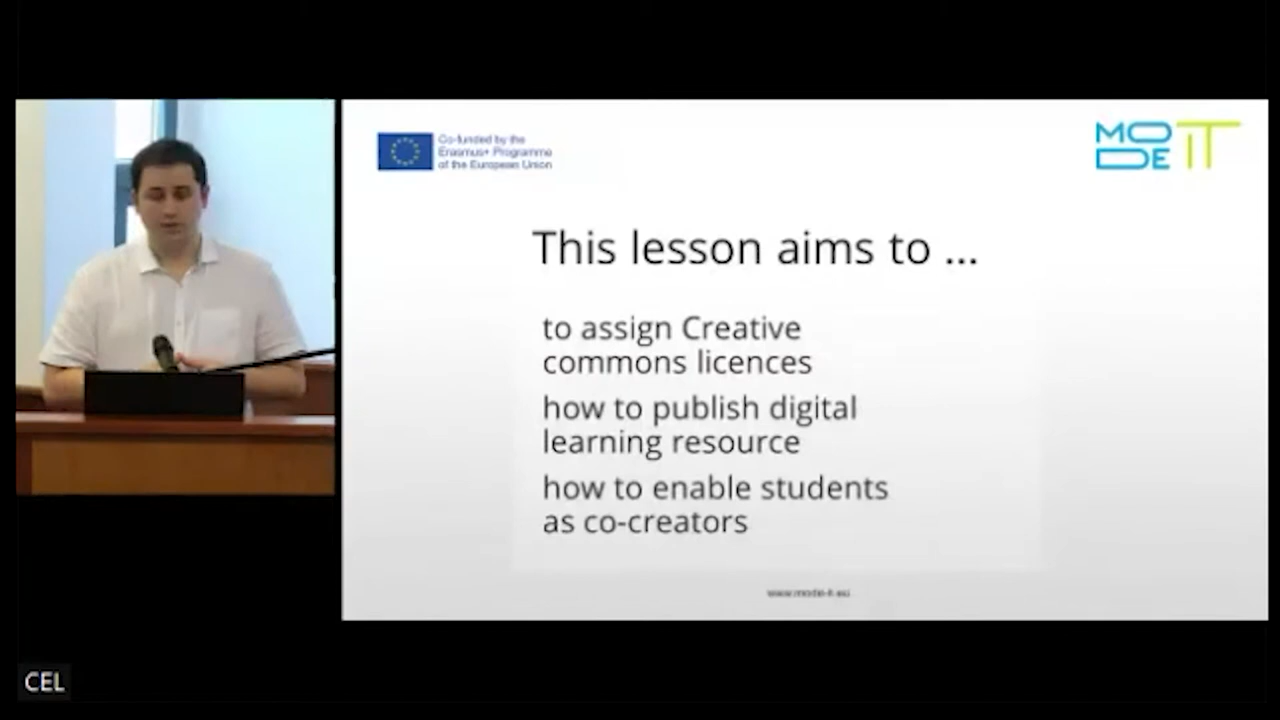 Co-funded by the
Erasmus+ Programme
of the European Union
MO
DE IT
This lesson aims to ...
to assign Creative
commons licences
how to publish digital
learning resource
how to enable students
as co-creators
www.mode-it.eu
CEL